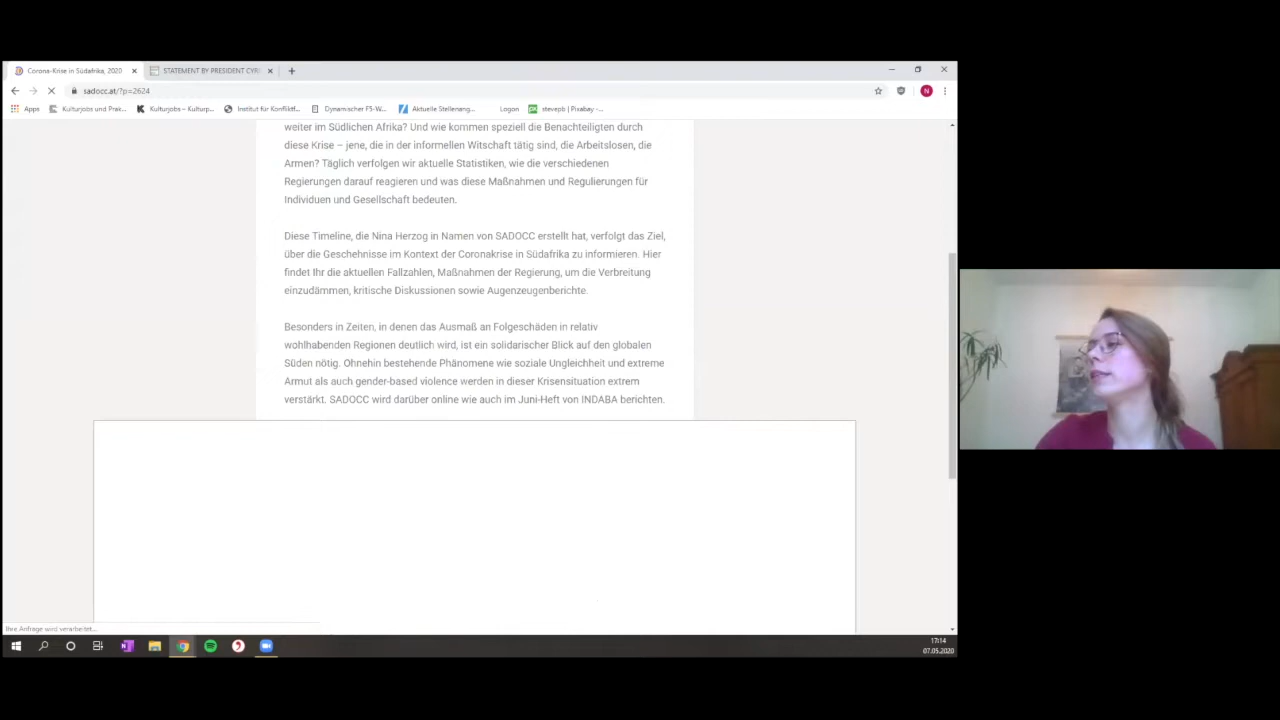 Corona-Krise in Südafrika, 2020
STATEMENT BY PRESIDENT CYRI
sadocc.at/?p=2624
Apps
Kulturjobs und Prak...
Kulturjobs – Kulturp...
Institut für Konfliktf...
Dynamischer F5-W...
Aktuelle Stellenang...
Logon
stevepb | Pixabay -...
weiter im Südlichen Afrika? Und wie kommen speziell die Benachteiligten durch
diese Krise – jene, die in der informellen Witschaft tätig sind, die Arbeitslosen, die
Armen? Täglich verfolgen wir aktuelle Statistiken, wie die verschiedenen
Regierungen darauf reagieren und was diese Maßnahmen und Regulierungen für
Individuen und Gesellschaft bedeuten.
Diese Timeline, die Nina Herzog in Namen von SADOCC erstellt hat, verfolgt das Ziel,
über die Geschehnisse im Kontext der Coronakrise in Südafrika zu informieren. Hier
findet Ihr die aktuellen Fallzahlen, Maßnahmen der Regierung, um die Verbreitung
einzudämmen, kritische Diskussionen sowie Augenzeugenberichte.
Besonders in Zeiten, in denen das Ausmaß an Folgeschäden in relativ
wohlhabenden Regionen deutlich wird, ist ein solidarischer Blick auf den globalen
Süden nötig. Ohnehin bestehende Phänomene wie soziale Ungleichheit und extreme
Armut als auch gender-based violence werden in dieser Krisensituation extrem
verstärkt. SADOCC wird darüber online wie auch im Juni-Heft von INDABA berichten.
Ihre Anfrage wird verarbeitet...
17:14
07.05.2020